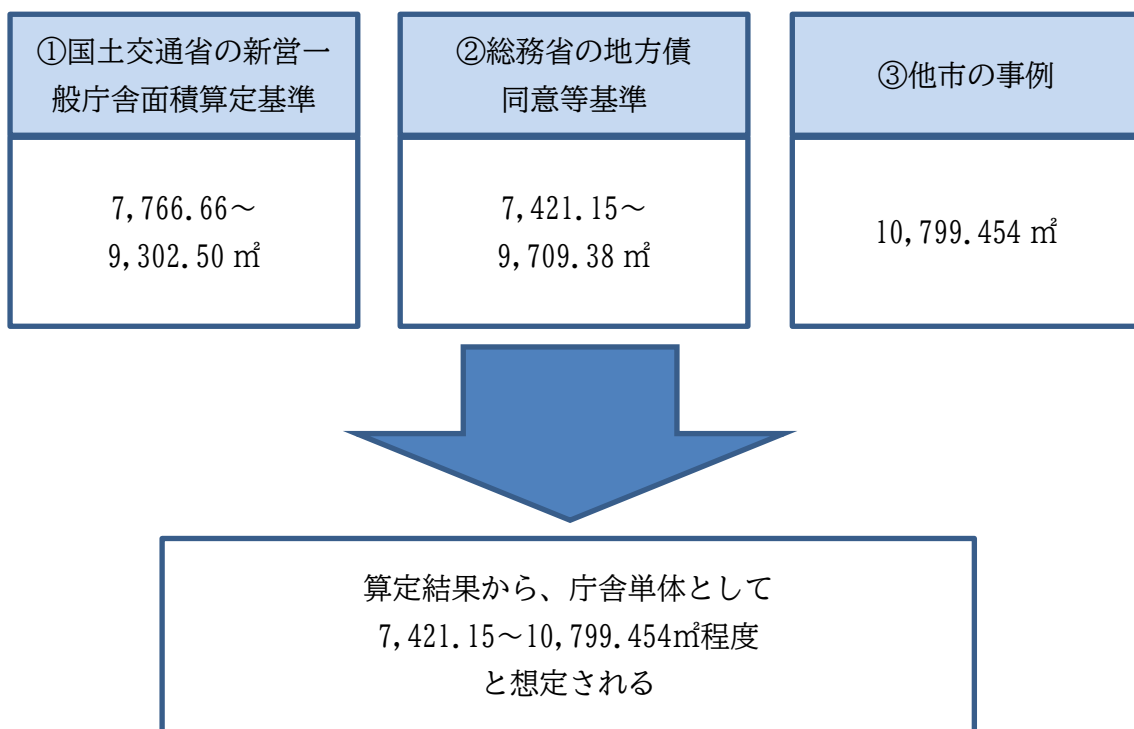 ①国土交通省の新営一
般庁舎面積算定基準
7,766.66～
9,302.50 ㎡
②総務省の地方債
同意等基準
7,421.15～
9,709.38 ㎡
③他市の事例
10,799.454 ㎡
算定結果から、庁舎単体として
7,421.15～10,799.454㎡程度
と想定される